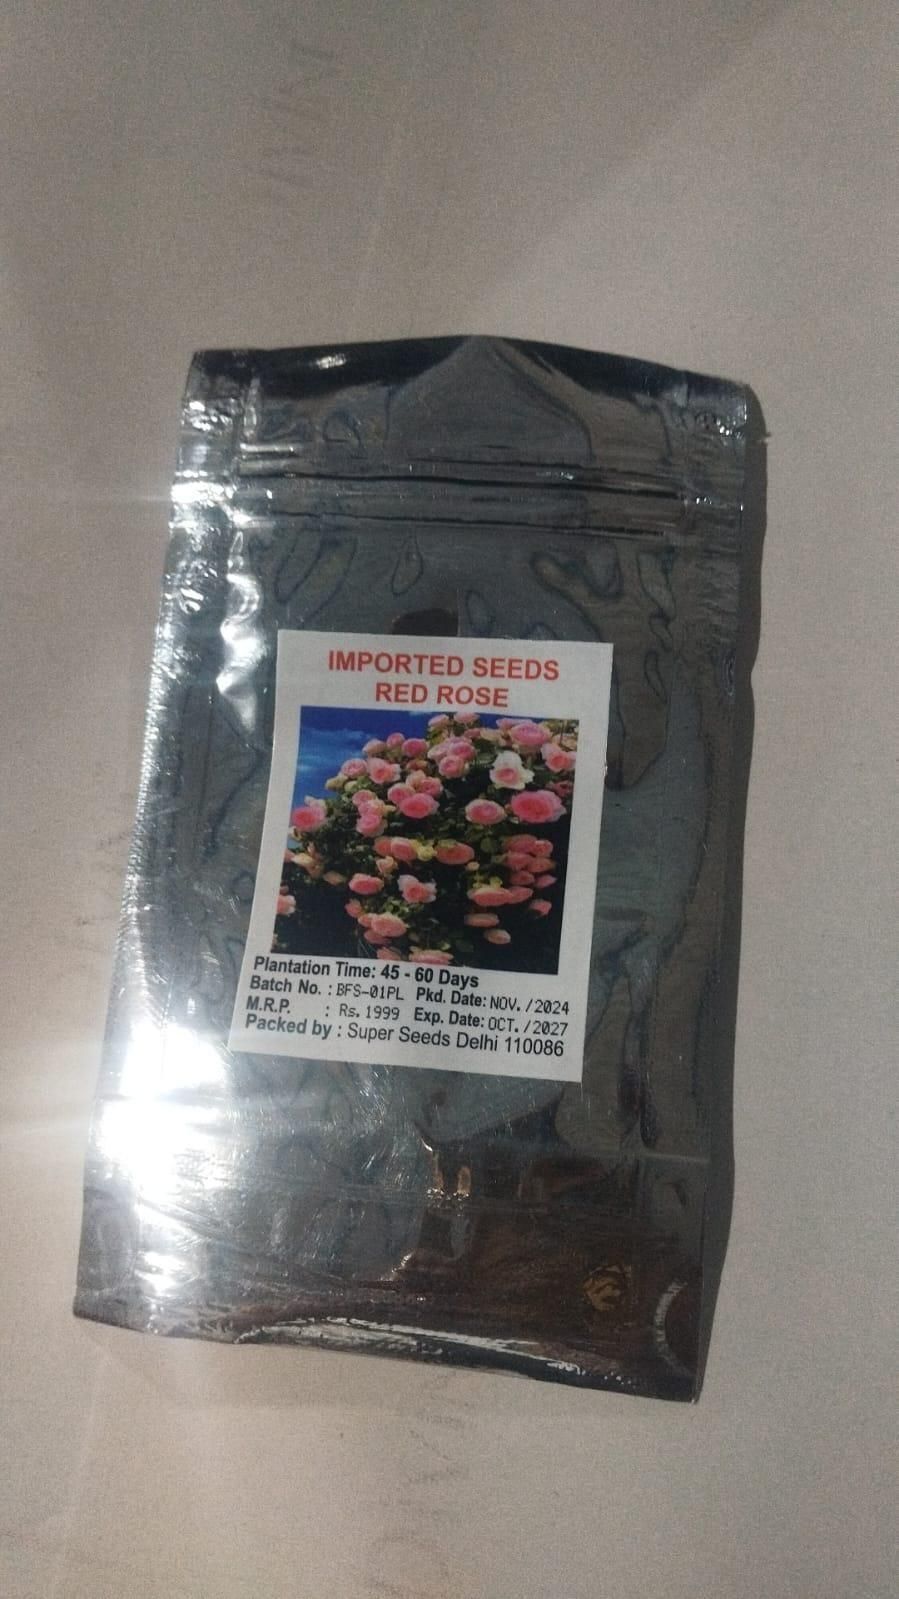 IMPORTED SEEDS
RED ROSE
Plantation Time: 45 - 60 Days
Batch No. : BFS-01PL Pkd. Date: NOV. /2024
M.R.P. : Rs. 1999 Exp. Date: OCT. /2027
Packed by : Super Seeds Delhi 110086